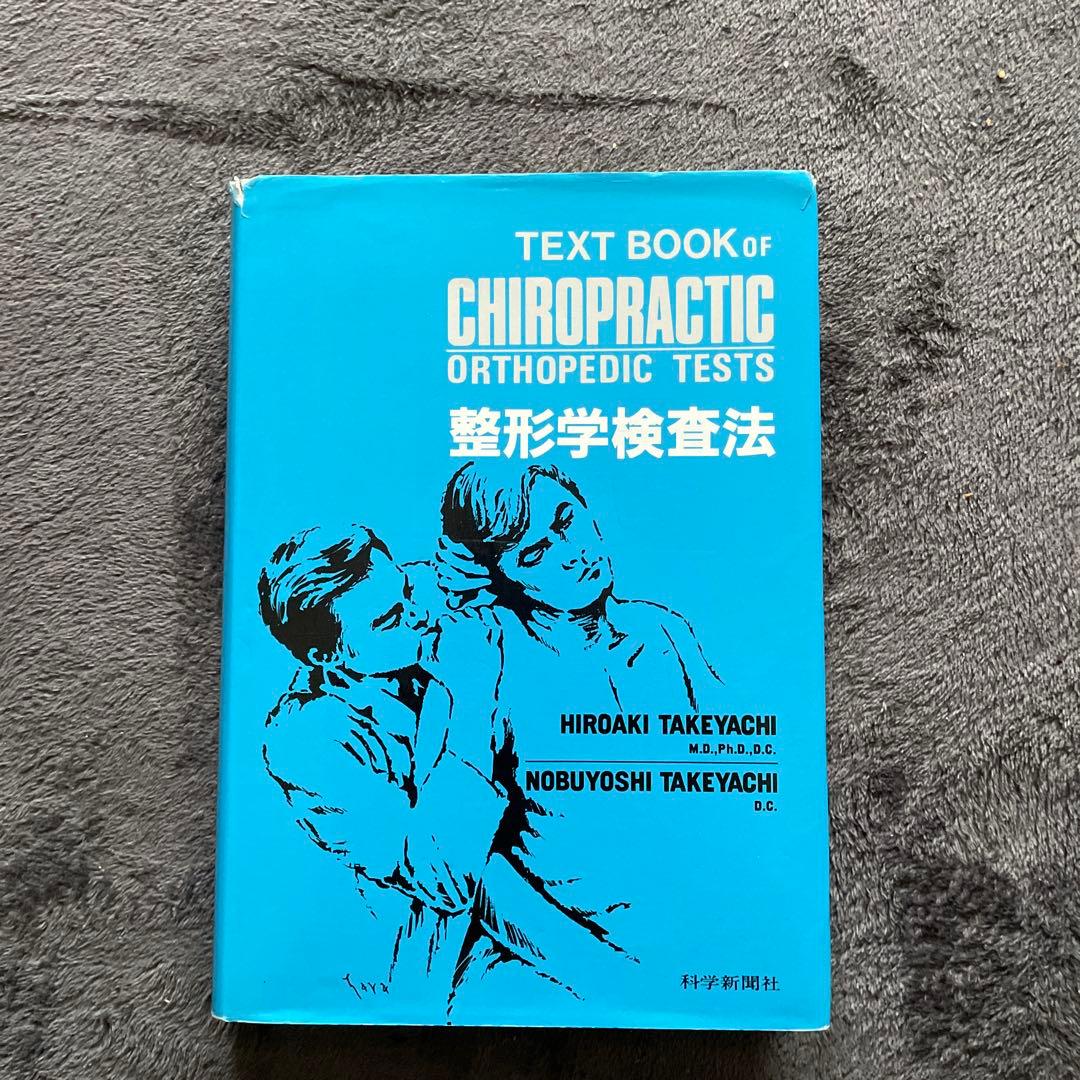 TEXT BOOK OF
CHIROPRACTIC
ORTHOPEDIC TESTS
整形学検査法
HIROAKI TAKEYACHI
M.D.,Ph.D.,D.C.
NOBUYOSHI TAKEYACHI
D.C.
科学新聞社